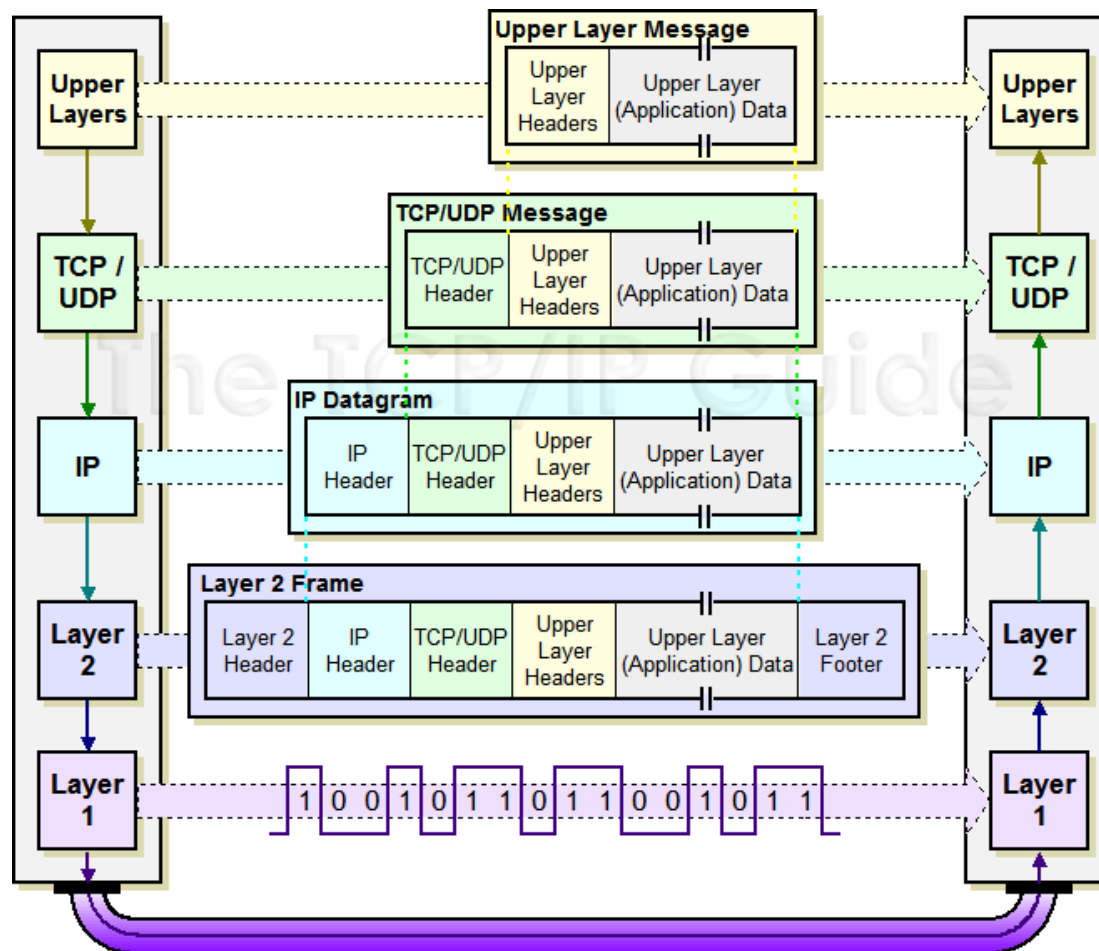 Upper Layer Message
Upper
Layers
Upper
Layer
Headers
Upper Layer
(Application) Data
Upper
Layers
TCP/UDP Message
TCP /
UDP
TCP/UDP
Header
Upper
Layer
Headers
Upper Layer
(Application) Data
TCP /
UDP
The TCP/IP Guide
IP Datagram
IP
IP
Header
TCP/UDP
Header
Upper
Layer
Headers
Upper Layer
(Application) Data
IP
Layer 2 Frame
Layer
2
Layer 2
Header
IP
Header
TCP/UDP
Header
Upper
Layer
Headers
Upper Layer
(Application) Data
Layer 2
Footer
Layer
2
Layer
1
1 0 0 1 0 1 1 0 1 1 0 0 1 0 1 1
Layer
1